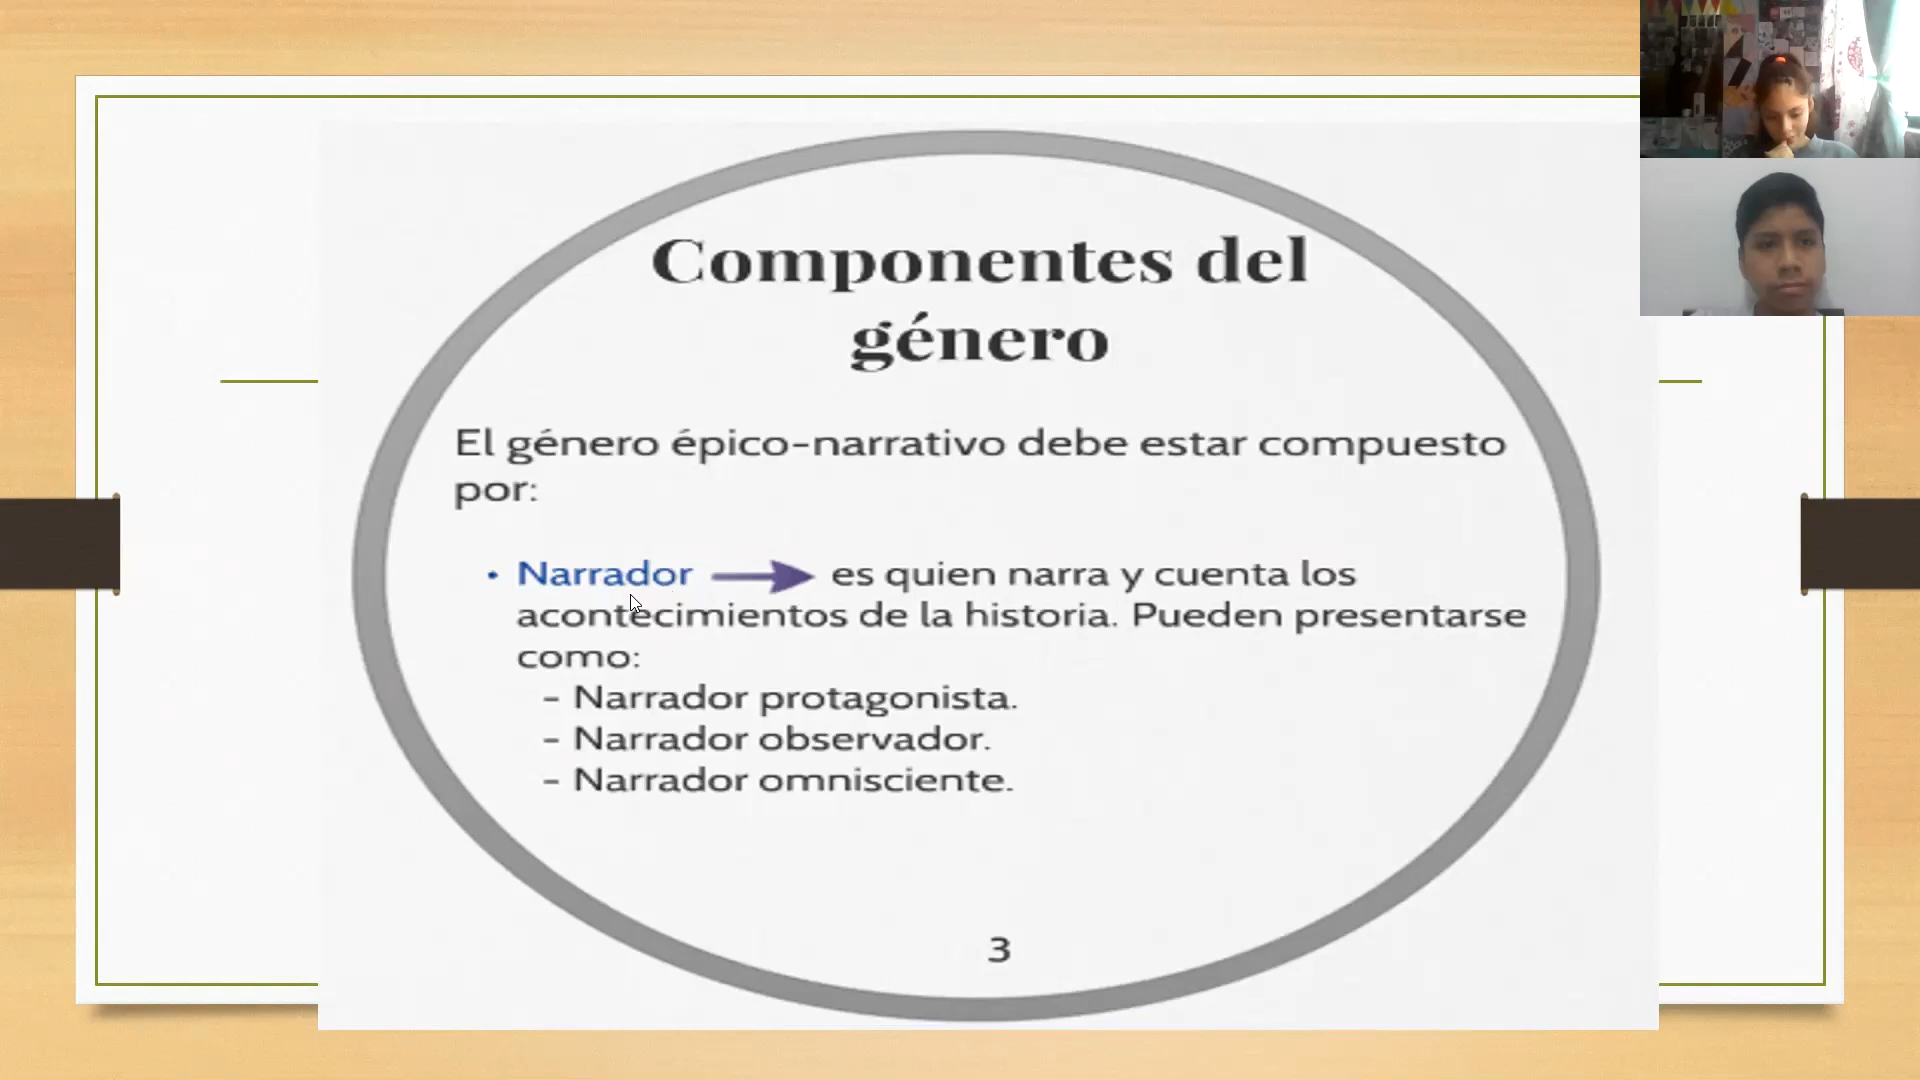 Componentes del
género
El género épico-narrativo debe estar compuesto
por:
• Narrador es quien narra y cuenta los
acontecimientos de la historia. Pueden presentarse
como:
- Narrador protagonista.
- Narrador observador.
- Narrador omnisciente.
3